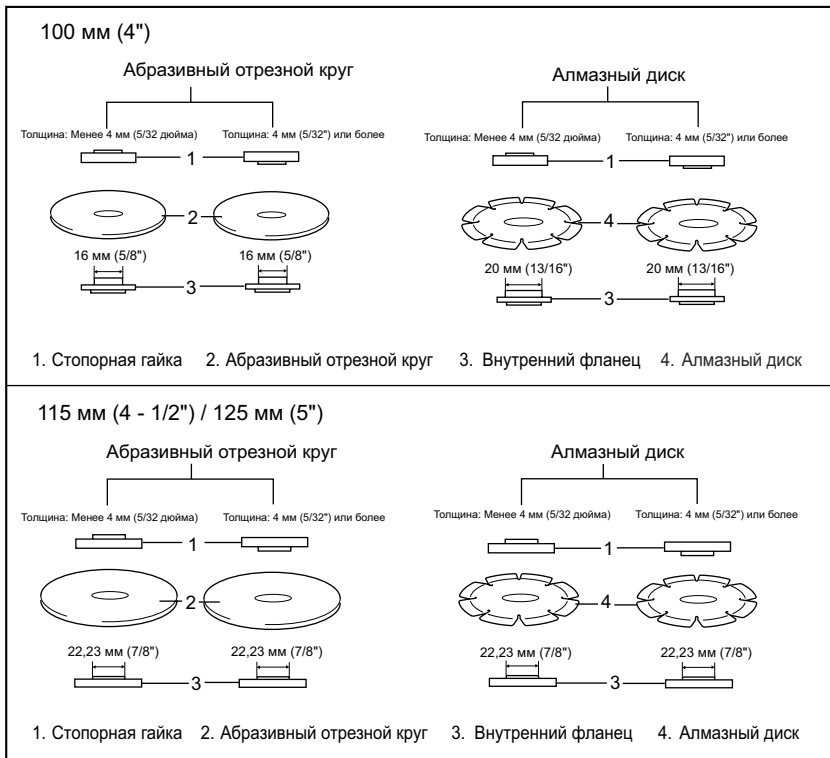 100 мм (4")
Абразивный отрезной круг
Алмазный диск
Толщина: Менее 4 мм (5/32 дюйма) Толщина: 4 мм (5/32") или более
Толщина: Менее 4 мм (5/32 дюйма) Толщина: 4 мм (5/32") или более
1
1
2
4
16 мм (5/8") 16 мм (5/8")
20 мм (13/16") 20 мм (13/16")
3
3
1. Стопорная гайка 2. Абразивный отрезной круг 3. Внутренний фланец 4. Алмазный диск
115 мм (4 - 1/2") / 125 мм (5")
Абразивный отрезной круг
Алмазный диск
Толщина: Менее 4 мм (5/32 дюйма) Толщина: 4 мм (5/32") или более
Толщина: Менее 4 мм (5/32 дюйма) Толщина: 4 мм (5/32") или более
1
1
2
4
22,23 мм (7/8") 22,23 мм (7/8")
22,23 мм (7/8") 22,23 мм (7/8")
3
3
1. Стопорная гайка 2. Абразивный отрезной круг 3. Внутренний фланец 4. Алмазный диск